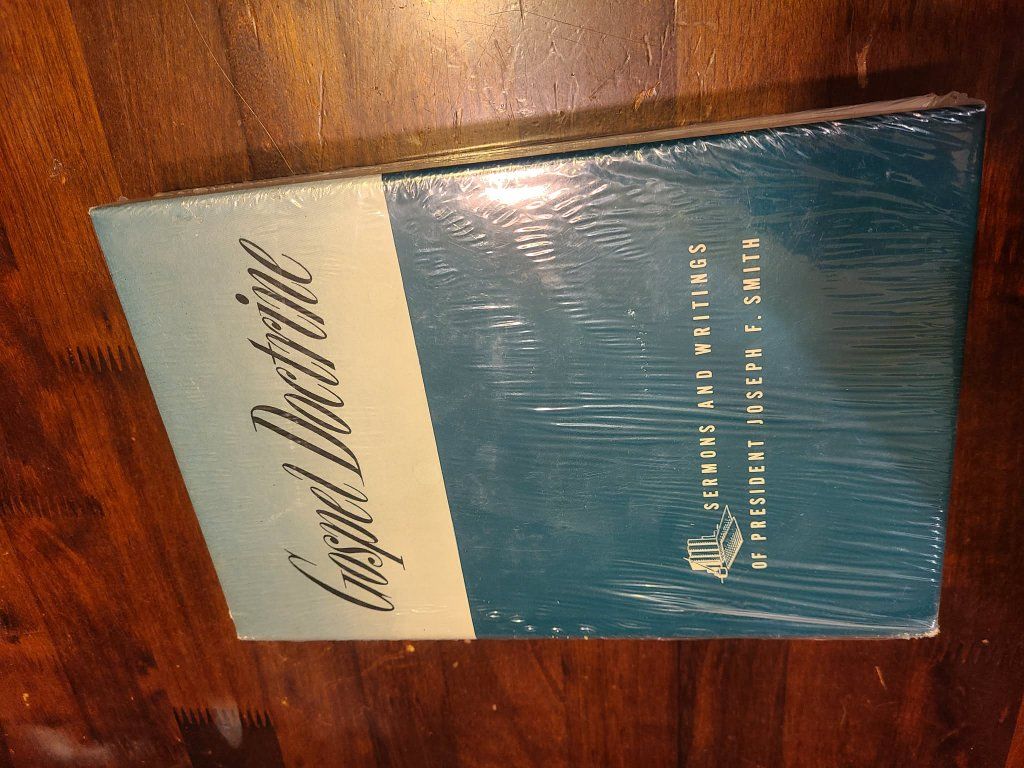 Gospel Doctrine
SERMONS AND WRITINGS
OF PRESIDENT JOSEPH F. SMITH